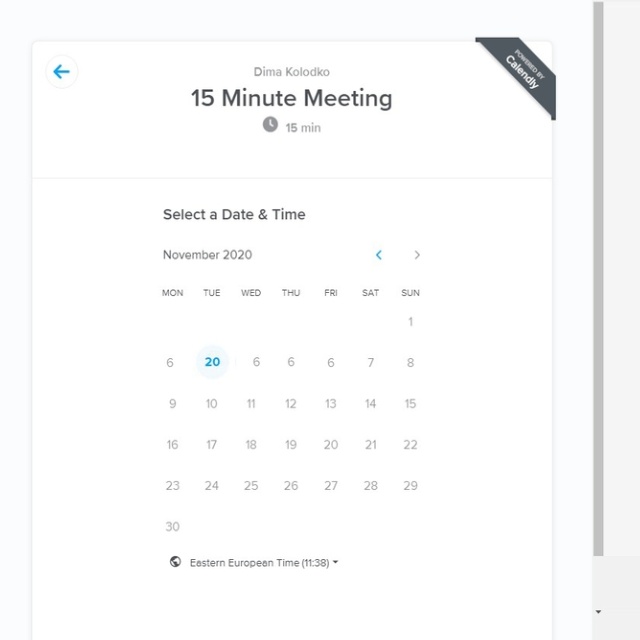 POWERED BY
Calendly
Dima Kolodko
15 Minute Meeting
15 min
Select a Date & Time
November 2020
MON TUE WED THU FRI SAT SUN
1
6 20 6 6 6 7 8
9 10 11 12 13 14 15
16 17 18 19 20 21 22
23 24 25 26 27 28 29
30
Eastern European Time (11:38)